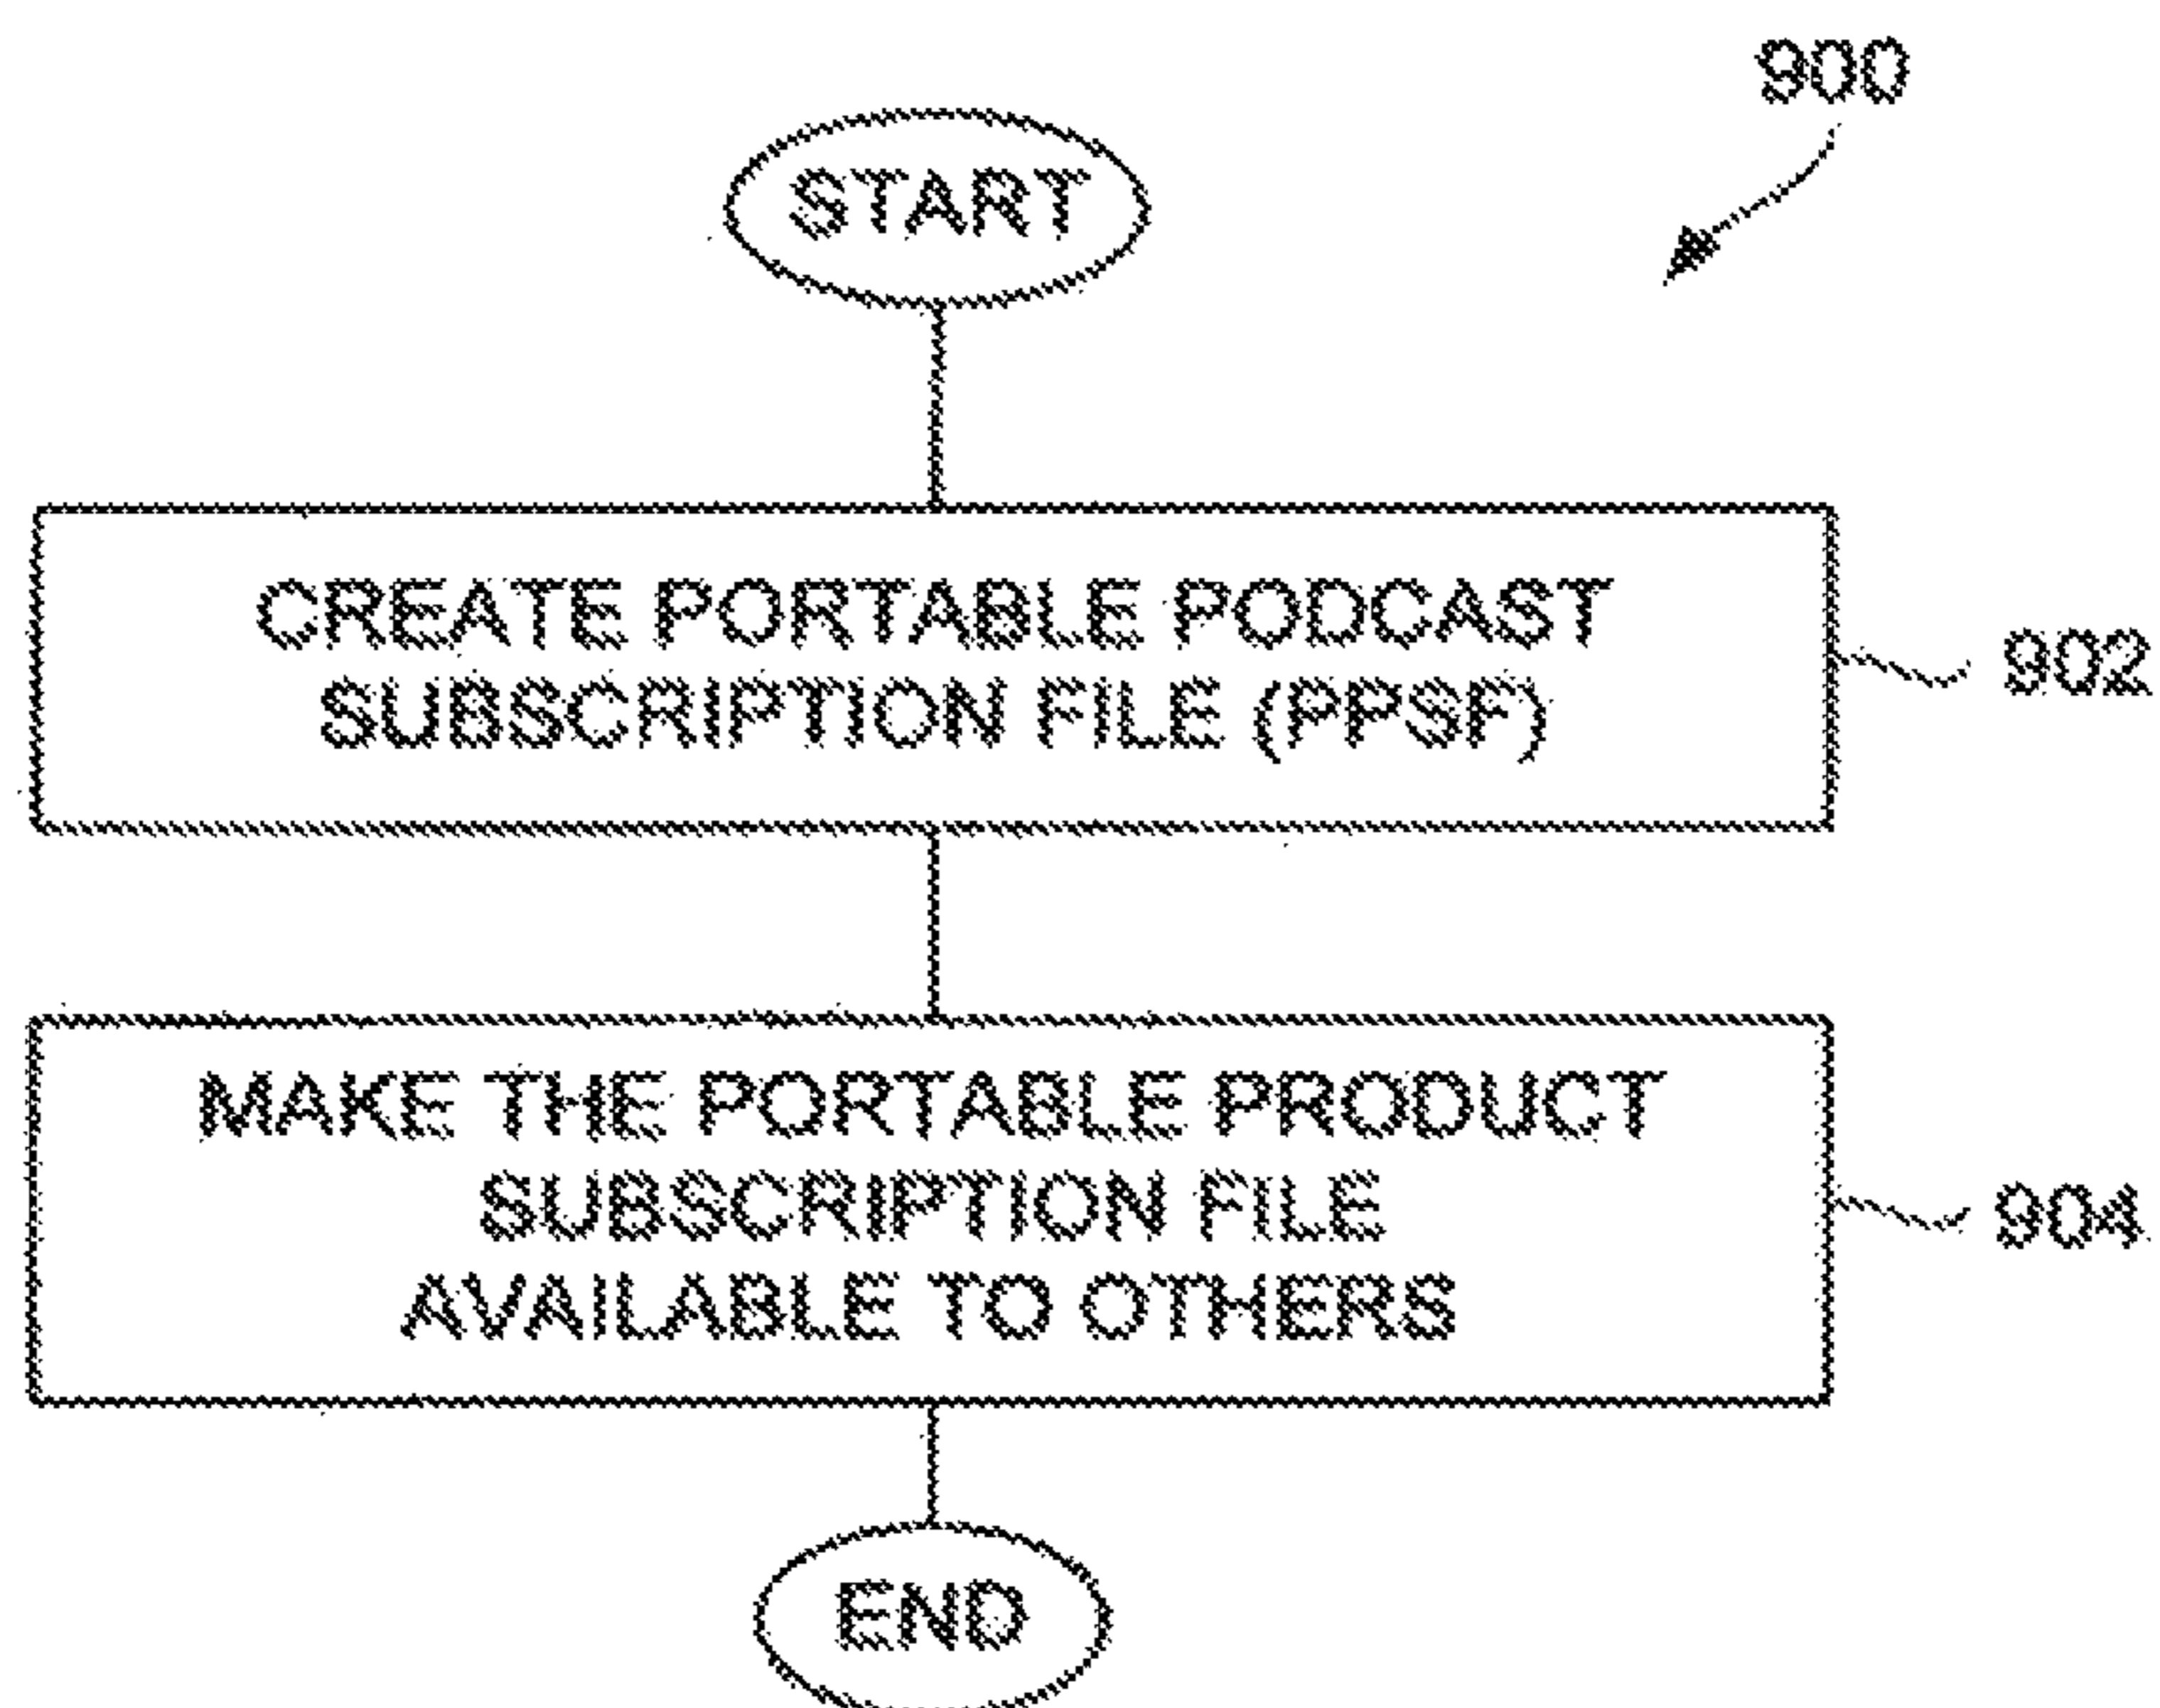 900
START
CREATE PORTABLE PODCAST
SUBSCRIPTION FILE (PPSF)
902
MAKE THE PORTABLE PRODUCT
SUBSCRIPTION FILE
AVAILABLE TO OTHERS
904
END